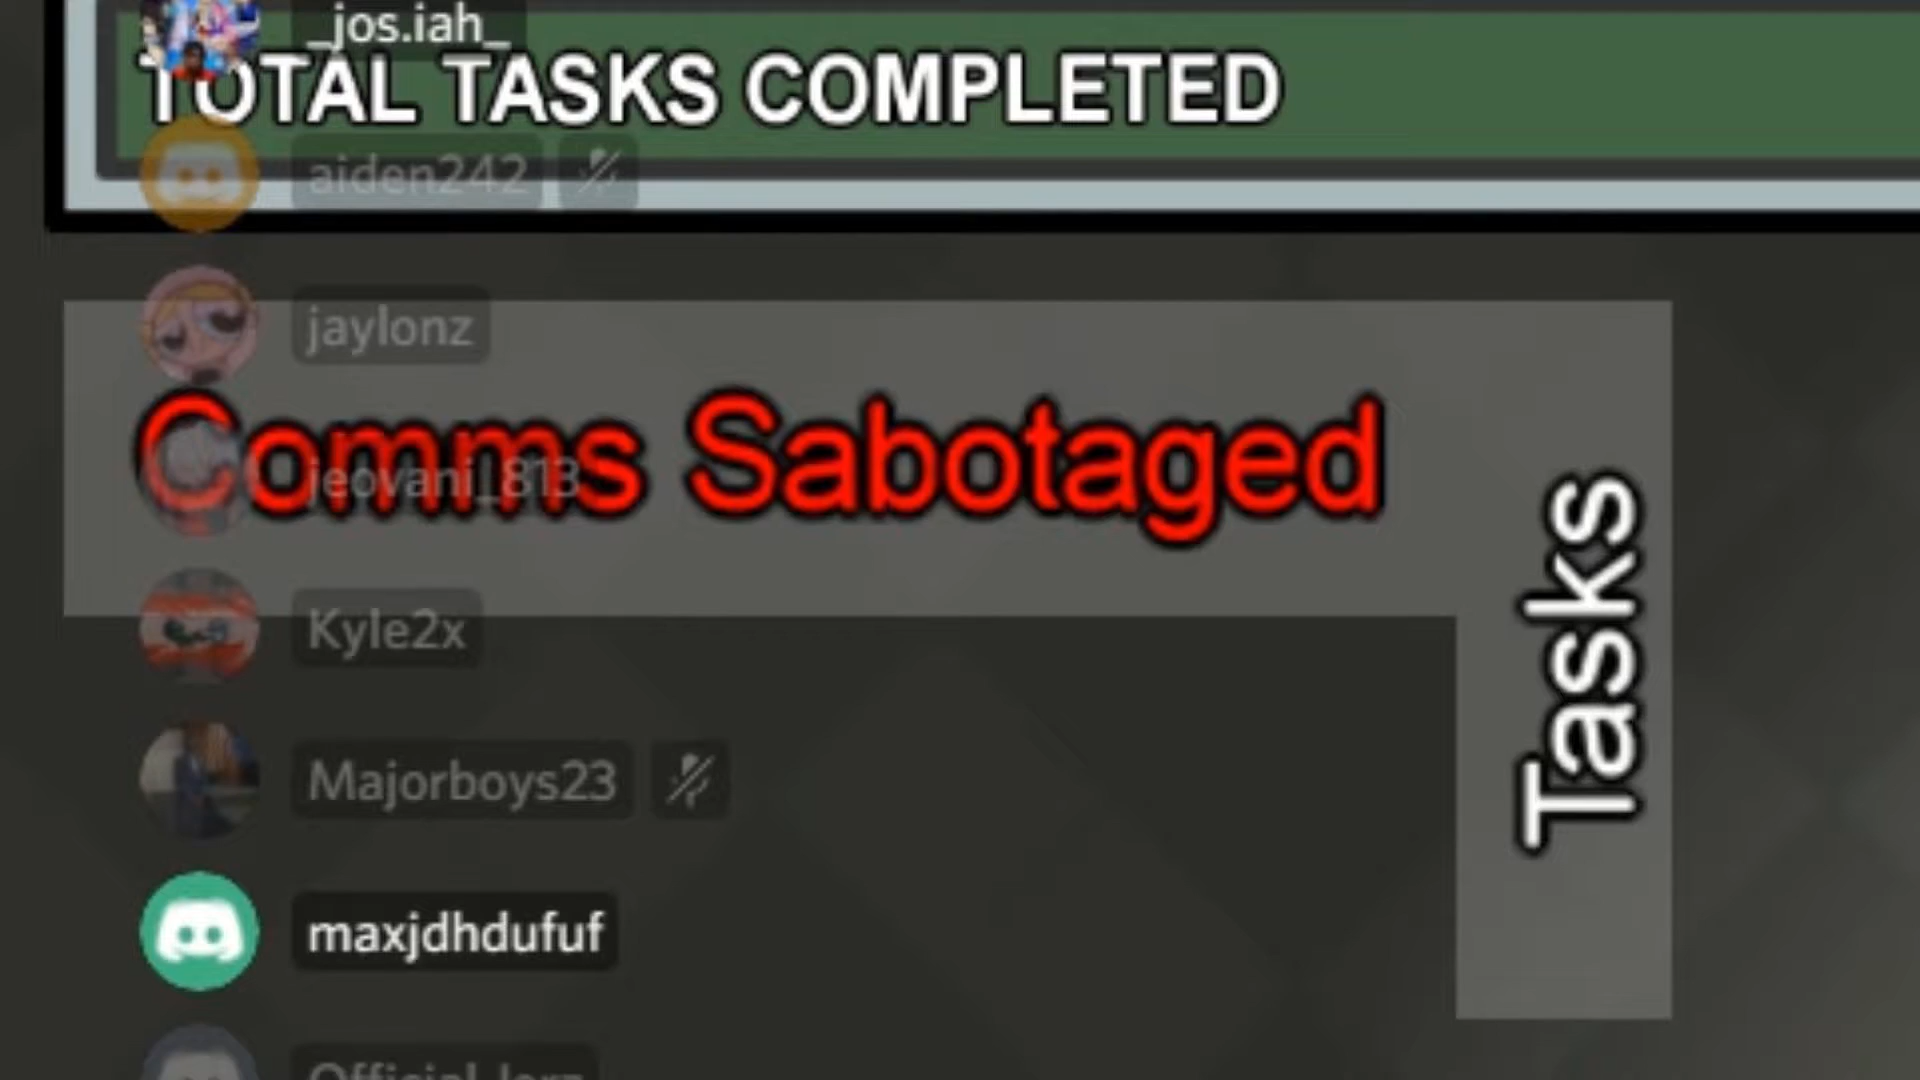 _jos.iah_
TOTAL TASKS COMPLETED
aiden242
jaylonz
Comms Sabotaged
jeovani_813
Tasks
Kyle2x
Majorboys23
maxjdhdufuf